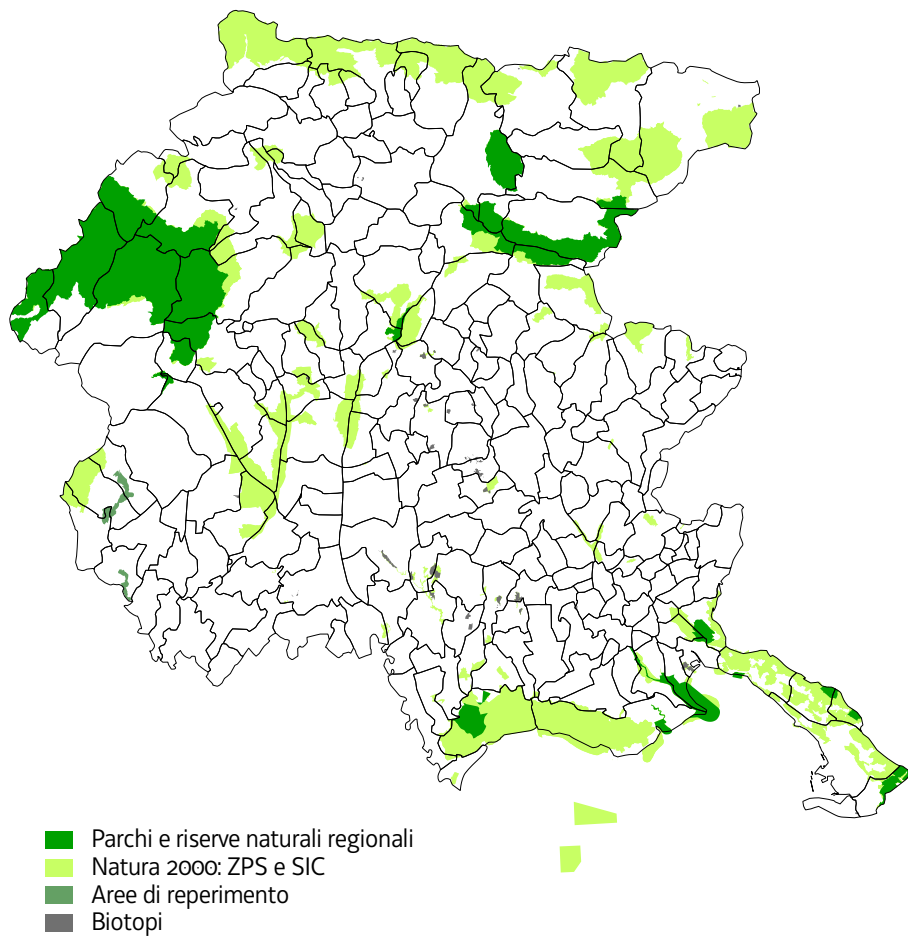 Parchi e riserve naturali regionali
Natura 2000: ZPS e SIC
Aree di reperimento
Biotopi